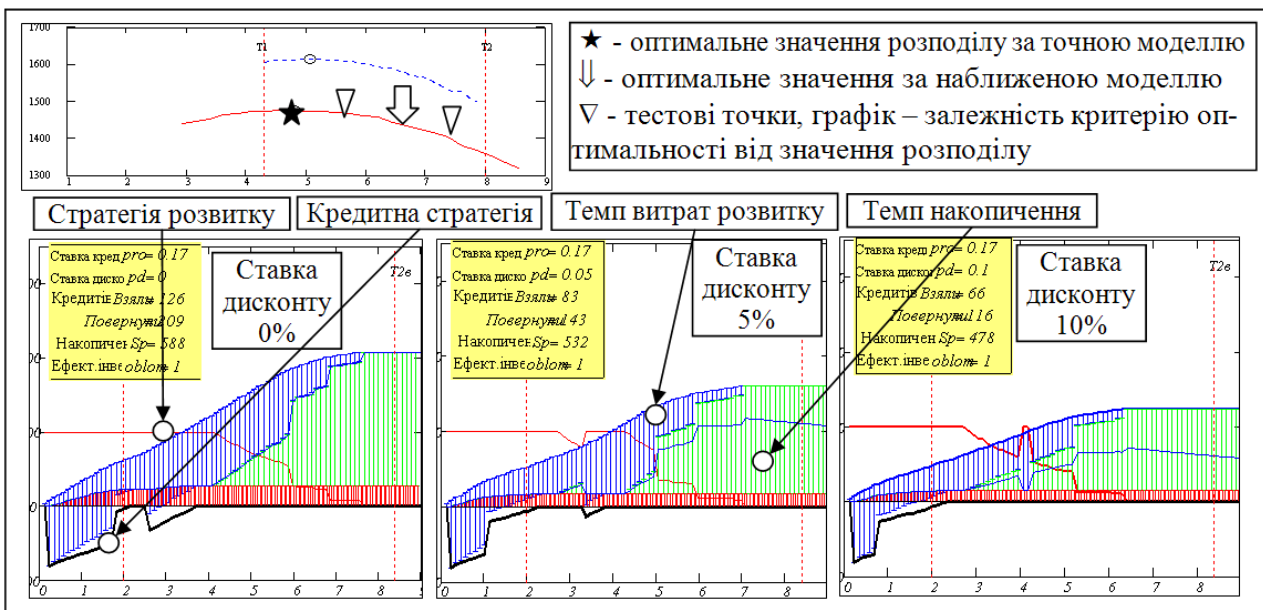 1700
1600
1500
1400
1300
T1
T2
1 2 3 4 5 6 7 8 9
★ - оптимальне значення розподілу за точною моделлю
⇓ - оптимальне значення за наближеною моделлю
∇ - тестові точки, графік – залежність критерію оп-
тимальності від значення розподілу
Стратегія розвитку
Кредитна стратегія
Темп витрат розвитку
Темп накопичення
Ставка кред pro= 0.17
Ставка диско pd= 0
Кредитів Взяли= 126
Повернули 209
Накопичен Sp= 588
Ефект.інве oblom= 1
Ставка
дисконту
0%
T2в
0 1 2 3 4 5 6 7 8
Ставка кред pro= 0.17
Ставка диско pd= 0.05
Кредитів Взяли= 83
Повернули 143
Накопичен Sp= 532
Ефект.інве oblom= 1
Ставка
дисконту
5%
0 1 2 3 4 5 6 7 8
Ставка кред pro= 0.17
Ставка дискон pd= 0.1
Кредитів Взяли= 66
Повернули 116
Накопичен Sp= 478
Ефект.інве oblom= 1
Ставка
дисконту
10%
T2в
0 1 2 3 4 5 6 7 8